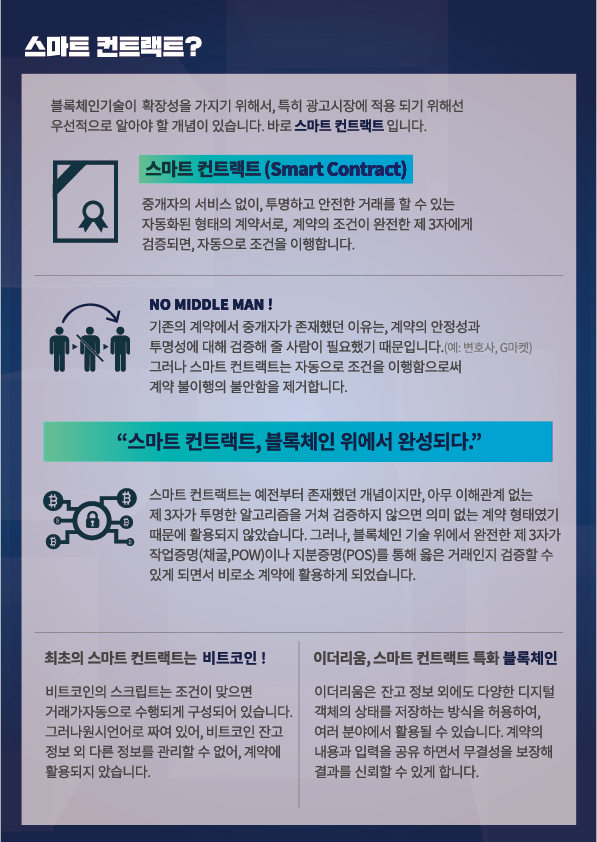 스마트 컨트랙트?
블록체인기술이 확장성을 가지기 위해서, 특히 광고시장에 적용 되기 위해선
우선적으로 알아야 할 개념이 있습니다. 바로 스마트 컨트랙트 입니다.
스마트 컨트랙트 (Smart Contract)
중개자의 서비스 없이, 투명하고 안전한 거래를 할 수 있는
자동화된 형태의 계약서로, 계약의 조건이 완전한 제 3자에게
검증되면, 자동으로 조건을 이행합니다.
NO MIDDLE MAN !
기존의 계약에서 중개자가 존재했던 이유는, 계약의 안정성과
투명성에 대해 검증해 줄 사람이 필요했기 때문입니다.(예: 변호사, G마켓)
그러나 스마트 컨트랙트는 자동으로 조건을 이행함으로써
계약 불이행의 불안함을 제거합니다.
“스마트 컨트랙트, 블록체인 위에서 완성되다.”
스마트 컨트랙트는 예전부터 존재했던 개념이지만, 아무 이해관계 없는
제 3자가 투명한 알고리즘을 거쳐 검증하지 않으면 의미 없는 계약 형태였기
때문에 활용되지 않았습니다. 그러나, 블록체인 기술 위에서 완전한 제 3자가
작업증명(채굴,POW)이나 지분증명(POS)를 통해 옳은 거래인지 검증할 수
있게 되면서 비로소 계약에 활용하게 되었습니다.
최초의 스마트 컨트랙트는 비트코인 !
비트코인의 스크립트는 조건이 맞으면
거래가자동으로 수행되게 구성되어 있습니다.
그러나원시언어로 짜여 있어, 비트코인 잔고
정보 외 다른 정보를 관리할 수 없어, 계약에
활용되지 았습니다.
이더리움, 스마트 컨트랙트 특화 블록체인
이더리움은 잔고 정보 외에도 다양한 디지털
객체의 상태를 저장하는 방식을 허용하여,
여러 분야에서 활용될 수 있습니다. 계약의
내용과 입력을 공유 하면서 무결성을 보장해
결과를 신뢰할 수 있게 합니다.